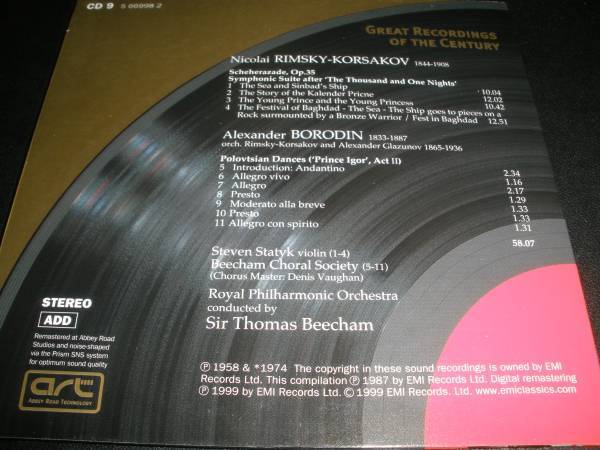 CD 9 5 66998 2
GREAT RECORDINGS
OF THE CENTURY
Nicolai RIMSKY-KORSAKOV 1844-1908
Scheherazade, Op.35
Symphonic Suite after 'The Thousand and One Nights'
1 The Sea and Sinbad's Ship 10.04
2 The Story of the Kalender Pricne 12.02
3 The Young Prince and the Young Princess 10.42
4 The Festival of Baghdad - The Sea - The Ship goes to pieces on a
Rock surmounted by a Bronze Warrior / Fest in Baghdad 12.51
Alexander BORODIN 1833-1887
orch. Rimsky-Korsakov and Alexander Glazunov 1865-1936
Polovtsian Dances ('Prince Igor', Act II)
5 Introduction: Andantino 2.34
6 Allegro vivo 1.16
7 Allegro 2.17
8 Presto 1.29
9 Moderato alla breve 1.33
10 Presto 1.33
11 Allegro con spirito 1.31
58.07
Steven Statyk violin (1-4)
Beecham Choral Society (5-11)
(Chorus Master: Denis Vaughan)
Royal Philharmonic Orchestra
conducted by
Sir Thomas Beecham
STEREO
ADD
Remastered at Abbey Road
Studios and noise-shaped
via the Prism SNS system
for optimum sound quality
art
ABBEY ROAD TECHNOLOGY
℗ 1958 & *1974 The copyright in these sound recordings is owned by EMI
Records Ltd. This compilation ℗ 1987 by EMI Records Ltd. Digital remastering
℗ 1999 by EMI Records Ltd. © 1999 EMI Records. Ltd. www.emiclassics.com